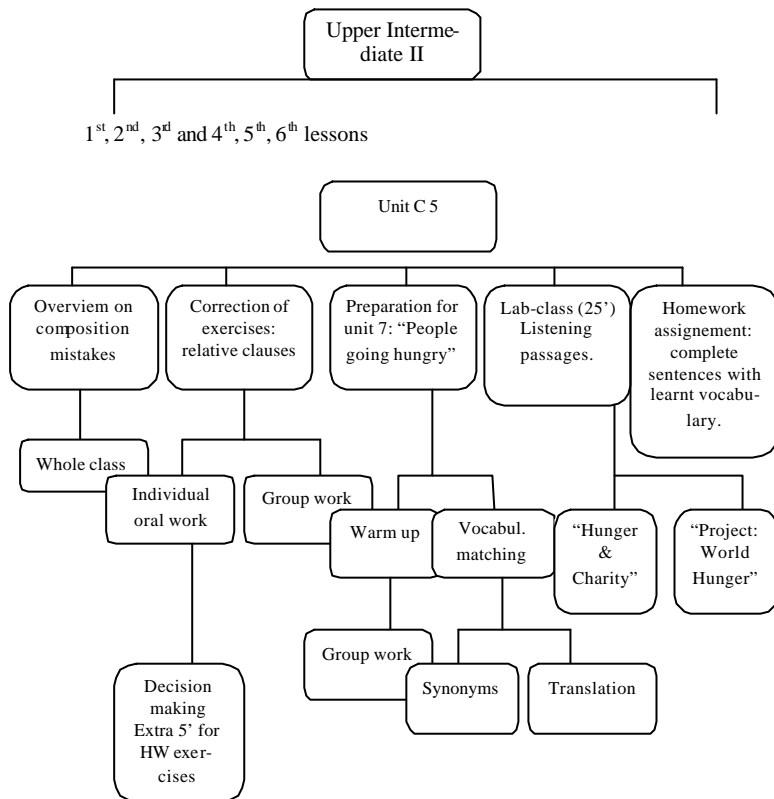 Upper Interme-
diate II
1st, 2nd, 3rd and 4th, 5th, 6th lessons
Unit C 5
Overviem on
composition
mistakes
Correction of
exercises:
relative clauses
Preparation for
unit 7: “People
going hungry”
Lab-class (25’)
Listening
passages.
Homework
assignement:
complete
sentences with
learnt vocabu-
lary.
Whole class
Individual
oral work
Group work
Warm up
Vocabul.
matching
“Hunger
&
Charity”
“Project:
World
Hunger”
Group work
Synonyms
Translation
Decision
making
Extra 5’ for
HW exer-
cises